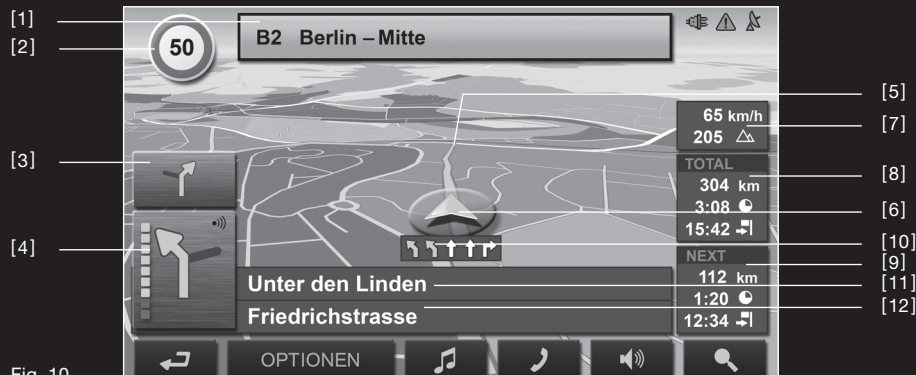 [1]
B2 Berlin – Mitte
[2]
50
[5]
65 km/h
[7]
205
[3]
TOTAL
[8]
304 km
3:08
[6]
15:42
[4]
[10]
NEXT
[9]
112 km
Unter den Linden
[11]
1:20
Friedrichstrasse
[12]
12:34
OPTIONEN
Fig. 10